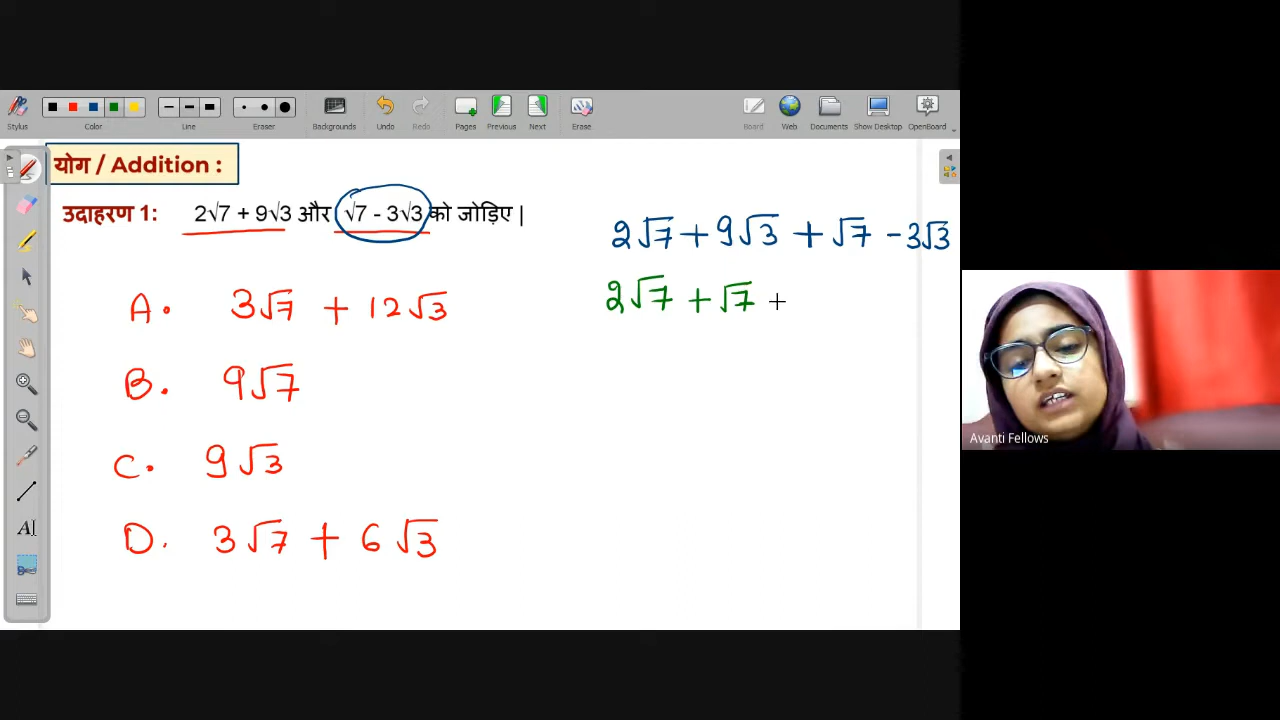 Stylus Color Line Eraser Backgrounds Undo Redo Pages Previous Next Erase Board Web Documents Show Desktop OpenBoard
योग / Addition :
उदाहरण 1: 2√7 + 9√3 और √7 - 3√3 को जोड़िए |
2√7 + 9√3 + √7 - 3√3
2√7 + √7 +
A. 3√7 + 12√3
B. 9√7
C. 9√3
D. 3√7 + 6√3
Avanti Fellows